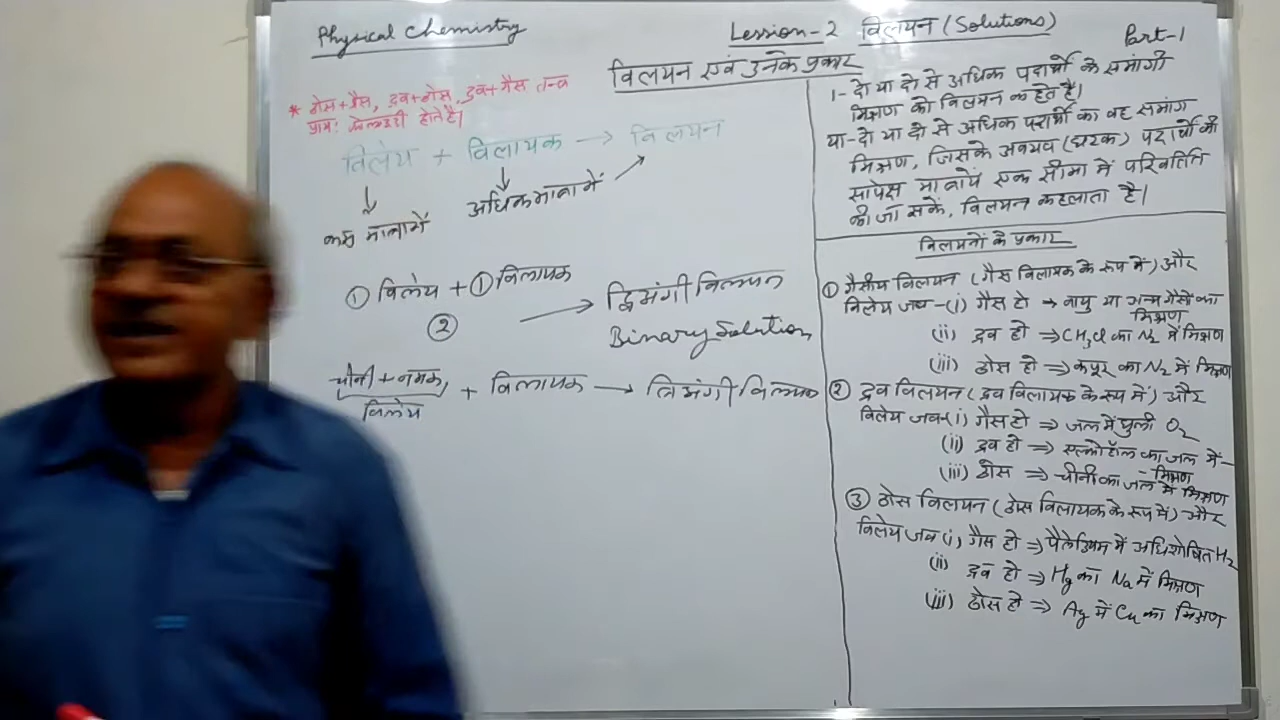 Physical Chemistry
Lession-2 विलयन (Solutions)
Part-1
विलयन एवं उनके प्रकार
* ठोस+गैस, द्रव+ठोस, द्रव+गैस तन्त्र
प्रायः होते हैं।
विलेय + विलायक → विलयन
अधिक मात्रा में
कम मात्रा में
① विलेय + ① विलायक
② → द्विअंगी विलयन
Binary Solution
चीनी + नमक + विलायक → त्रिअंगी विलयन
विलेय
1- दो या दो से अधिक पदार्थों के समांगी
मिश्रण को विलयन कहते हैं।
या- दो या दो से अधिक पदार्थों का वह समांग
मिश्रण, जिसके अवयव (घटक) पदार्थों की
सापेक्ष मात्रायें एक सीमा में परिवर्तित
की जा सकें, विलयन कहलाता है।
विलयनों के प्रकार
① गैसीय विलयन (गैस विलायक के रूप में) और
विलेय जब-(i) गैस हो → वायु या अन्य गैसों का
मिश्रण
(ii) द्रव हो ⇒ CH₃Cl का N₂ में मिश्रण
(iii) ठोस हो ⇒ कपूर का N₂ में मिश्रण
② द्रव विलयन (द्रव विलायक के रूप में) और
विलेय जब-(i) गैस हो ⇒ जल में घुली O₂
(ii) द्रव हो ⇒ एल्कोहॉल का जल में-
-मिश्रण
(iii) ठोस ⇒ चीनी का जल में मिश्रण
③ ठोस विलयन (ठोस विलायक के रूप में) और
विलेय जब (i) गैस हो ⇒ पैलेडियम में अधिशोषित H₂
(ii) द्रव हो ⇒ Hg का Na में मिश्रण
(iii) ठोस हो ⇒ Ag में Cu का मिश्रण